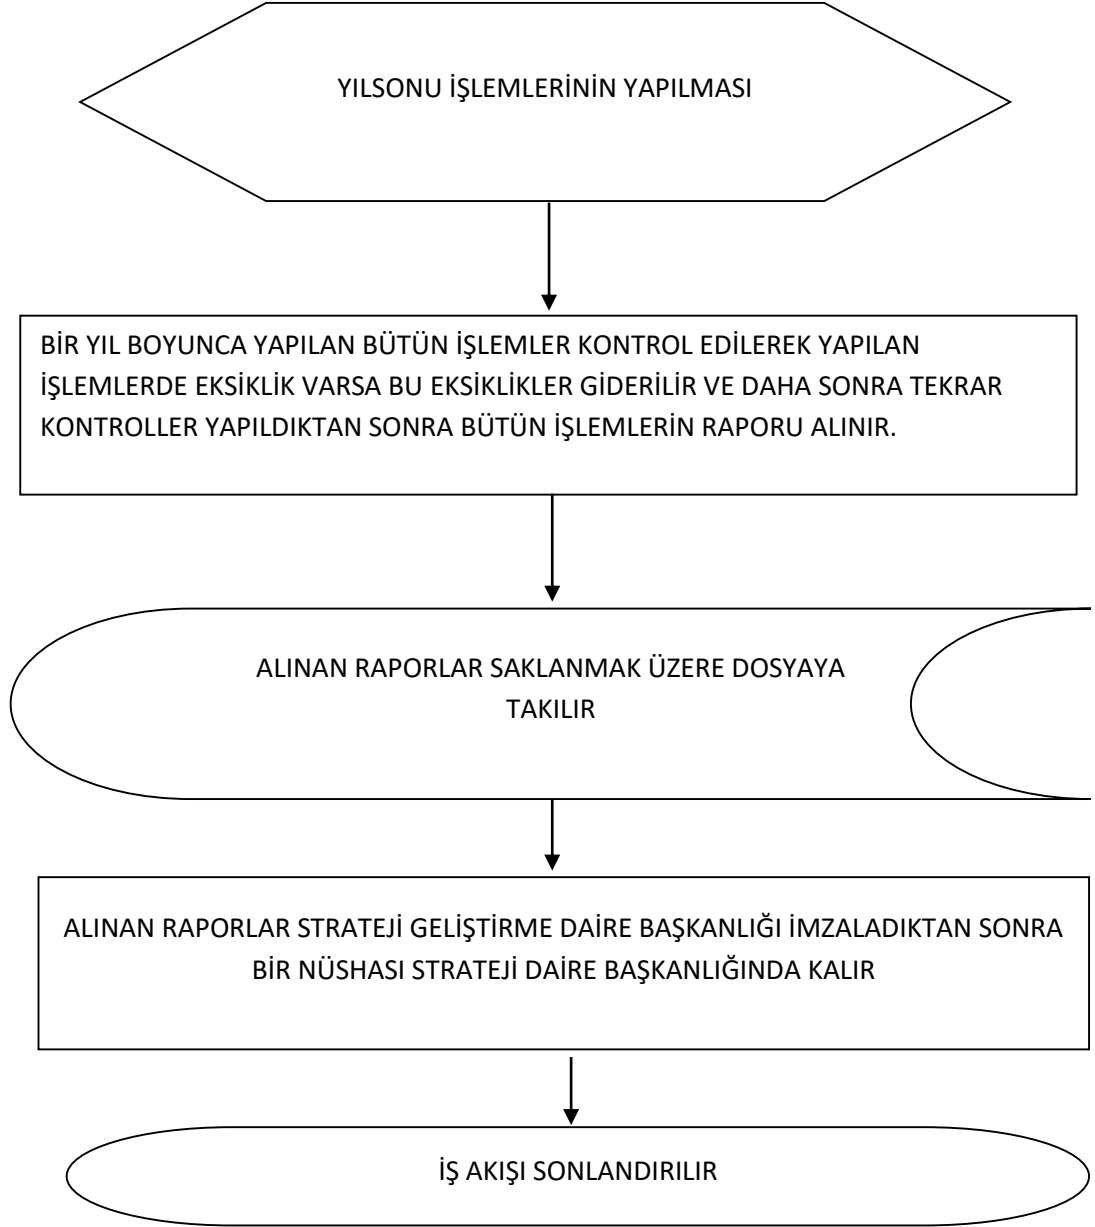 YILSONU İŞLEMLERİNİN YAPILMASI
BİR YIL BOYUNCA YAPILAN BÜTÜN İŞLEMLER KONTROL EDİLEREK YAPILAN
İŞLEMLERDE EKSİKLİK VARSA BU EKSİKLİKLER GİDERİLİR VE DAHA SONRA TEKRAR
KONTROLLER YAPILDIKTAN SONRA BÜTÜN İŞLEMLERİN RAPORU ALINIR.
ALINAN RAPORLAR SAKLANMAK ÜZERE DOSYAYA
TAKILIR
ALINAN RAPORLAR STRATEJİ GELİŞTİRME DAİRE BAŞKANLIĞI İMZALADIKTAN SONRA
BİR NÜSHASI STRATEJİ DAİRE BAŞKANLIĞINDA KALIR
İŞ AKIŞI SONLANDIRILIR